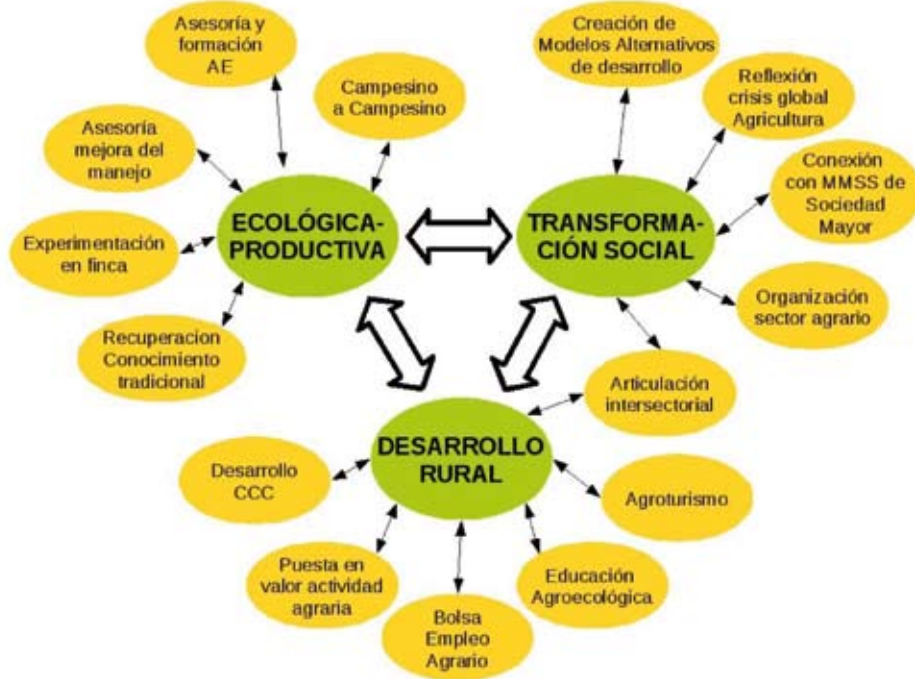 Asesoría y
formación
AE
Campesino
a Campesino
Asesoría
mejora del
manejo
Experimentación
en finca
Recuperacion
Conocimiento
tradicional
ECOLÓGICA-
PRODUCTIVA
Creación de
Modelos Alternativos
de desarrollo
Reflexión
crisis global
Agricultura
Conexión
con MMSS de
Sociedad
Mayor
Organización
sector agrario
TRANSFORMA-
CIÓN SOCIAL
Articulación
intersectorial
DESARROLLO
RURAL
Desarrollo
CCC
Agroturismo
Puesta en
valor actividad
agraria
Bolsa
Empleo
Agrario
Educación
Agroecológica